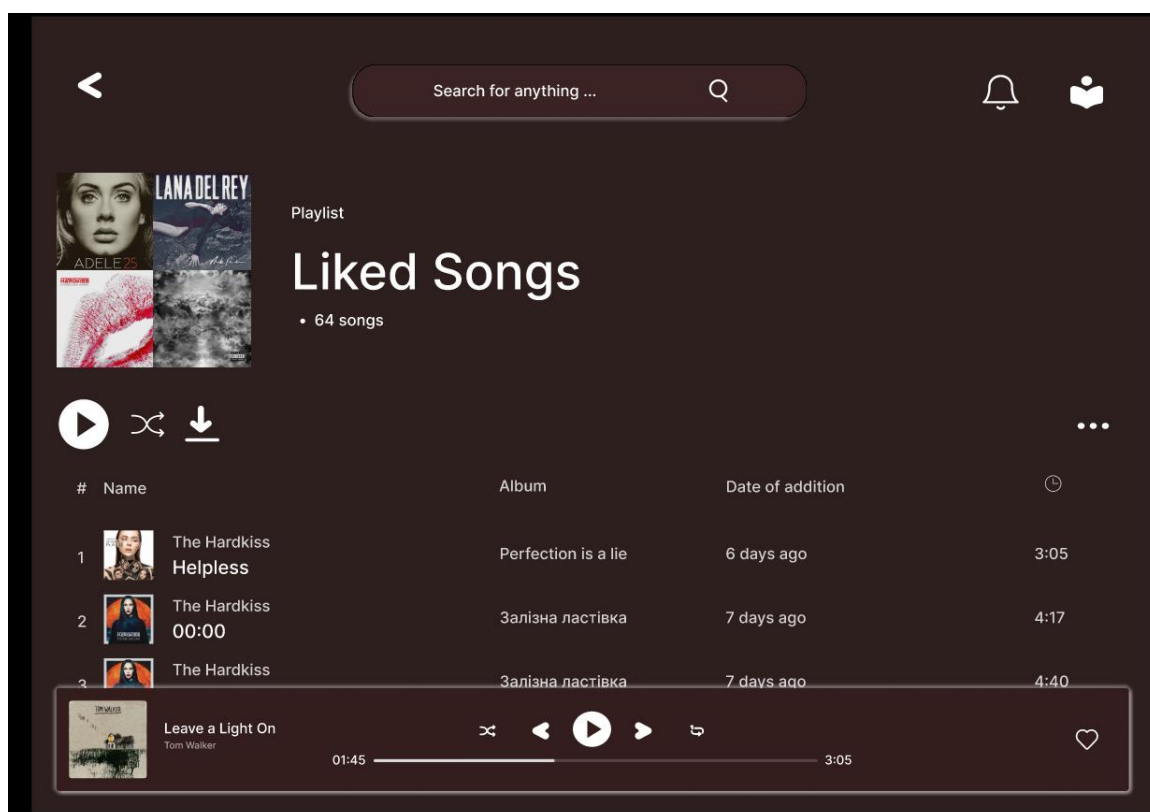 Search for anything ...
LANA DEL REY
ADELE 25
Playlist
Liked Songs
• 64 songs
# Name Album Date of addition
The Hardkiss
1 Perfection is a lie 6 days ago 3:05
Helpless
The Hardkiss
2 Залізна ластівка 7 days ago 4:17
00:00
The Hardkiss
3 Залізна ластівка 7 days ago 4:40
TOM WALKER
Leave a Light On
Tom Walker
01:45 3:05